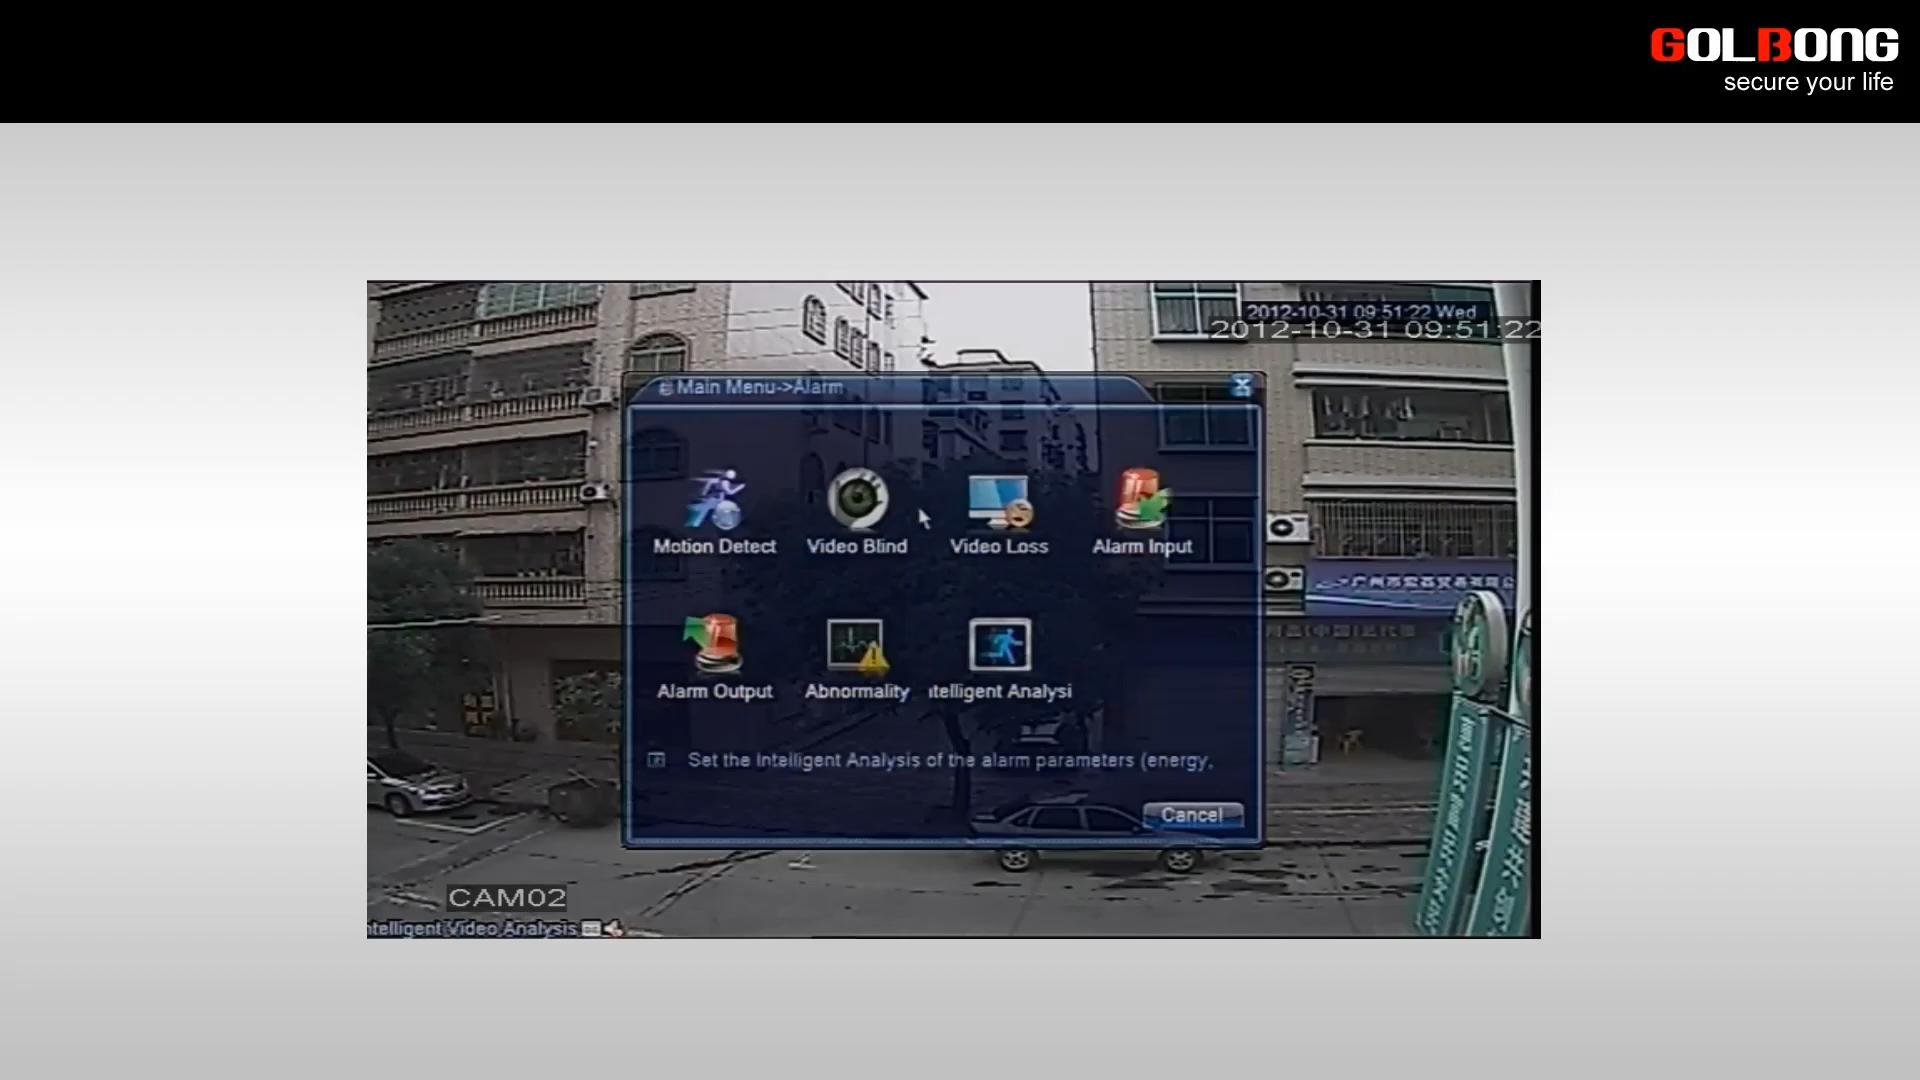 GOLBONG
secure your life
2012-10-31 09:51:22 Wed
2012-10-31 09:51:22
Main Menu->Alarm
Motion Detect
Video Blind
Video Loss
Alarm Input
Alarm Output
Abnormality
telligent Analysi
Set the Intelligent Analysis of the alarm parameters (energy,
Cancel
CAM02
ntelligent Video Analysis